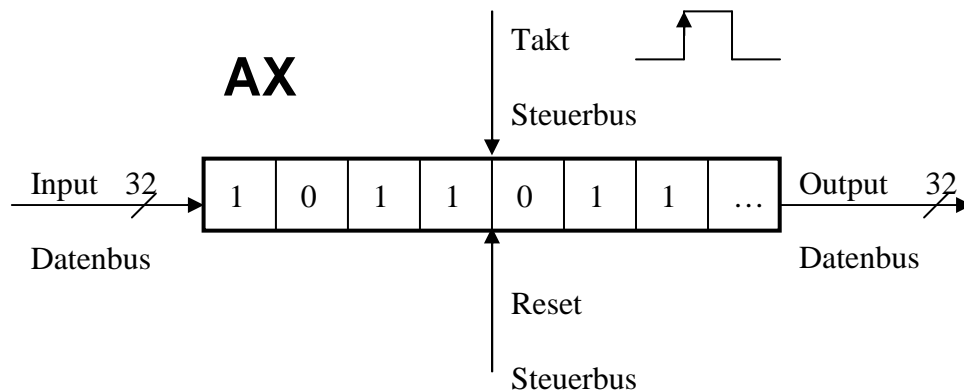 Takt
AX
Steuerbus
Input 32
1 0 1 1 0 1 1 ...
Output 32
Datenbus
Datenbus
Reset
Steuerbus